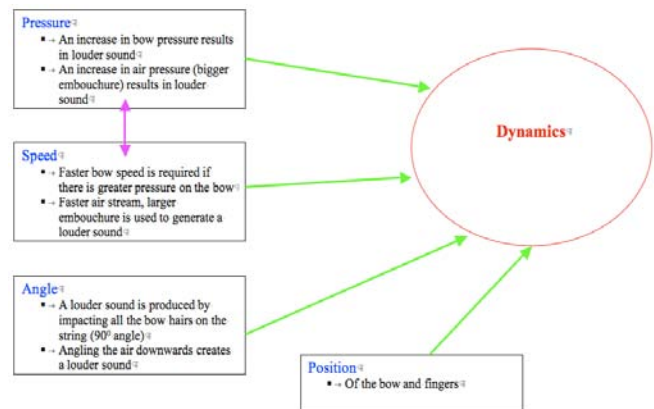 Pressure
▪→ An increase in bow pressure results
in louder sound
▪→ An increase in air pressure (bigger
embouchure) results in louder
sound
Speed
▪→ Faster bow speed is required if
there is greater pressure on the bow
▪→ Faster air stream, larger
embouchure is used to generate a
louder sound
Angle
▪→ A louder sound is produced by
impacting all the bow hairs on the
string (90⁰ angle)
▪→ Angling the air downwards creates
a louder sound
Position
▪→ Of the bow and fingers
Dynamics